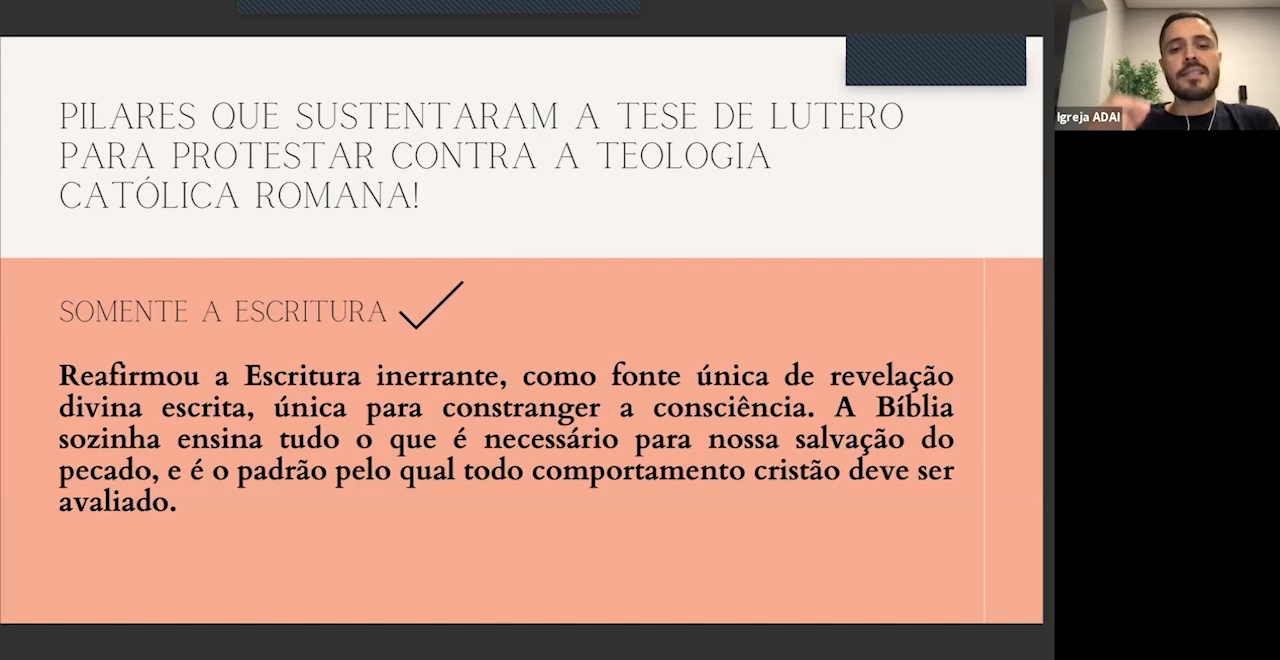 PILARES QUE SUSTENTARAM A TESE DE LUTERO
PARA PROTESTAR CONTRA A TEOLOGIA
CATÓLICA ROMANA!
SOMENTE A ESCRITURA
Reafirmou a Escritura inerrante, como fonte única de revelação
divina escrita, única para constranger a consciência. A Bíblia
sozinha ensina tudo o que é necessário para nossa salvação do
pecado, e é o padrão pelo qual todo comportamento cristão deve ser
avaliado.
Igreja ADAI